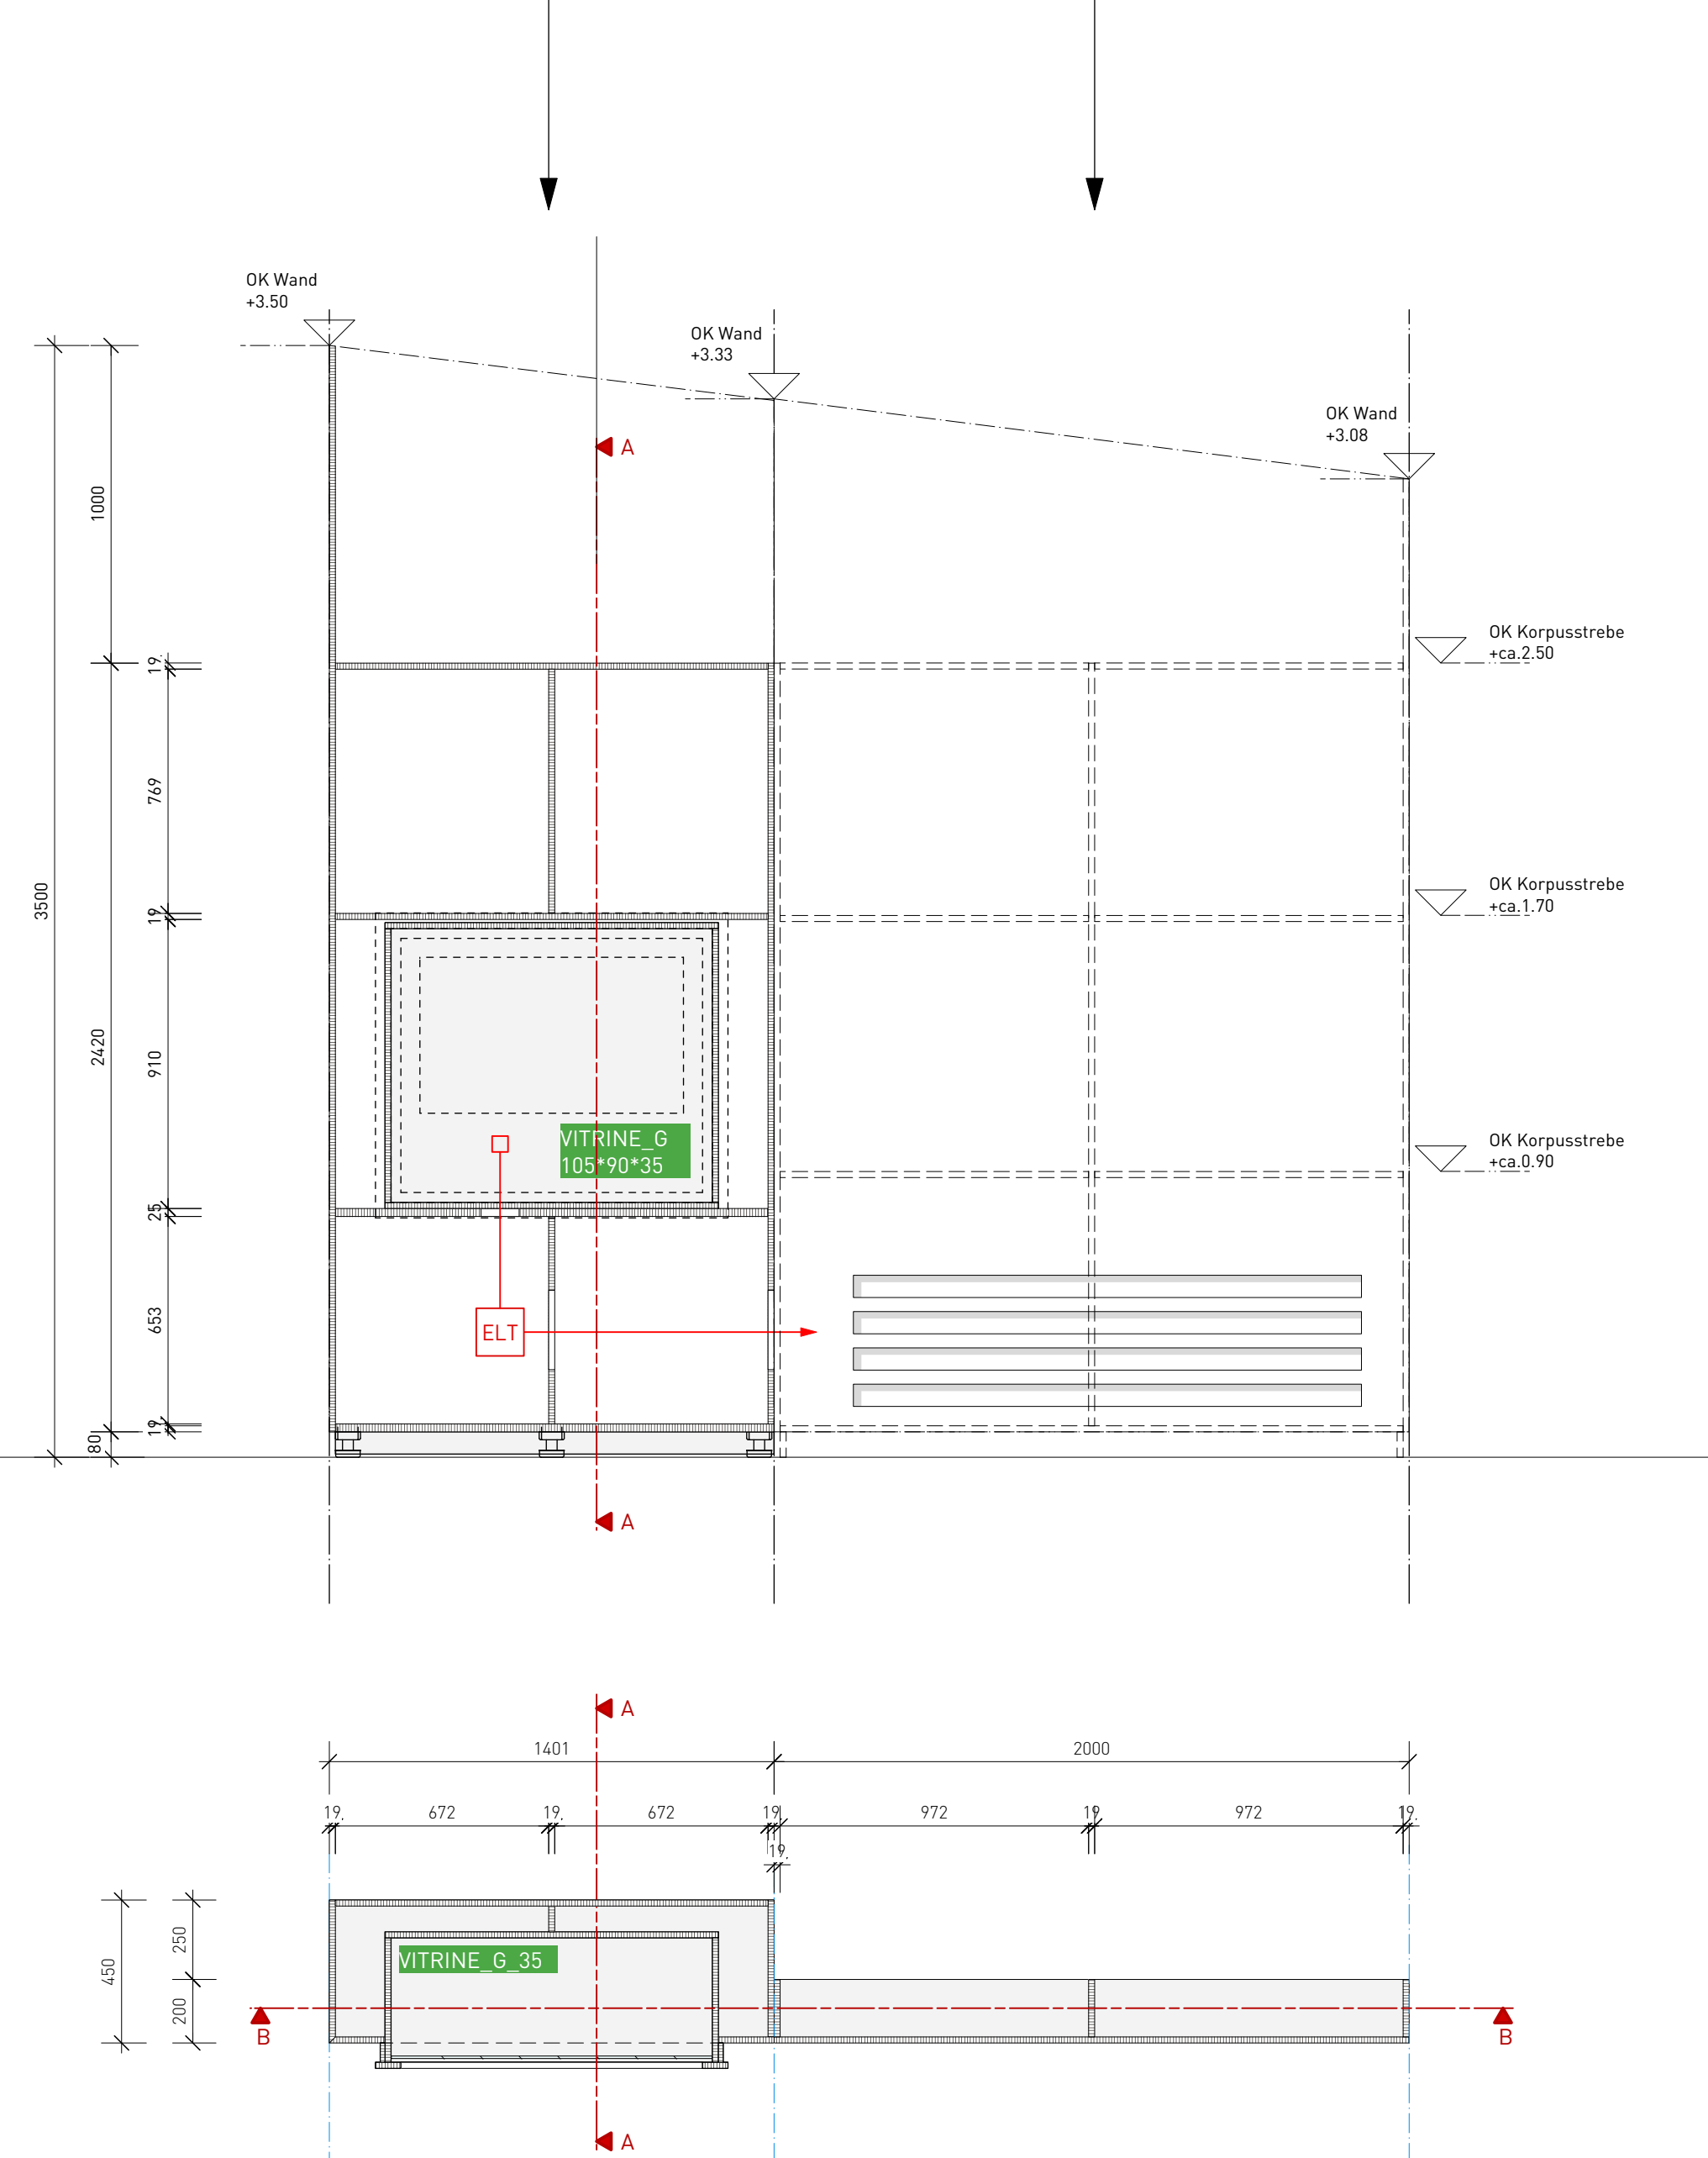 OK Wand
+3.50
OK Wand
+3.33
OK Wand
+3.08
A
1000
OK Korpusstrebe
+ca.2.50
19.
769
3500
OK Korpusstrebe
+ca.1.70
19
2420
910
VITRINE_G
105*90*35
OK Korpusstrebe
+ca.0.90
25
653
ELT
19.
80
A
A
1401
2000
19.
672
19.
672
19.
972
19
972
19.
19.
450
250
200
VITRINE_G_35
B
B
A